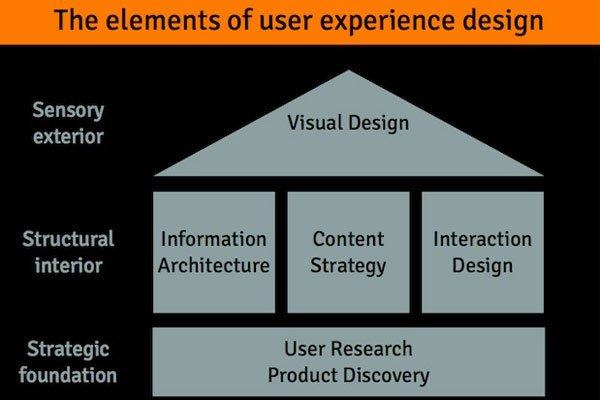 The elements of user experience design
Sensory
exterior
Visual Design
Structural
interior
Information
Architecture
Content
Strategy
Interaction
Design
Strategic
foundation
User Research
Product Discovery